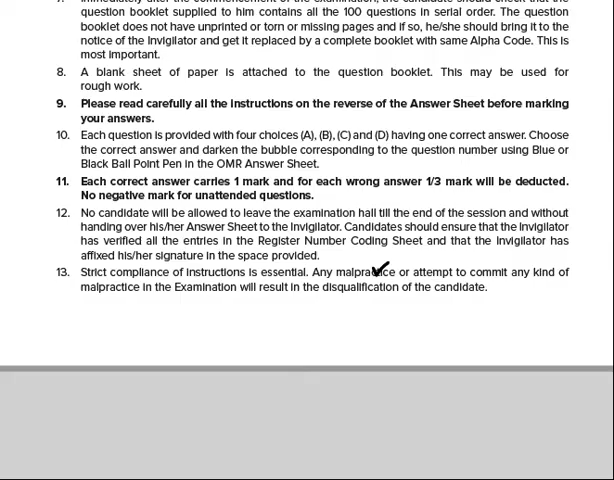 question booklet supplied to him contains all the 100 questions in serial order. The question
booklet does not have unprinted or torn or missing pages and if so, he/she should bring it to the
notice of the Invigilator and get it replaced by a complete booklet with same Alpha Code. This is
most important.
8. A blank sheet of paper is attached to the question booklet. This may be used for
rough work.
9. Please read carefully all the instructions on the reverse of the Answer Sheet before marking
your answers.
10. Each question is provided with four choices (A), (B), (C) and (D) having one correct answer. Choose
the correct answer and darken the bubble corresponding to the question number using Blue or
Black Ball Point Pen in the OMR Answer Sheet.
11. Each correct answer carries 1 mark and for each wrong answer 1/3 mark will be deducted.
No negative mark for unattended questions.
12. No candidate will be allowed to leave the examination hall till the end of the session and without
handing over his/her Answer Sheet to the Invigilator. Candidates should ensure that the Invigilator
has verified all the entries in the Register Number Coding Sheet and that the Invigilator has
affixed his/her signature in the space provided.
13. Strict compliance of instructions is essential. Any malpractice or attempt to commit any kind of
malpractice in the Examination will result in the disqualification of the candidate.